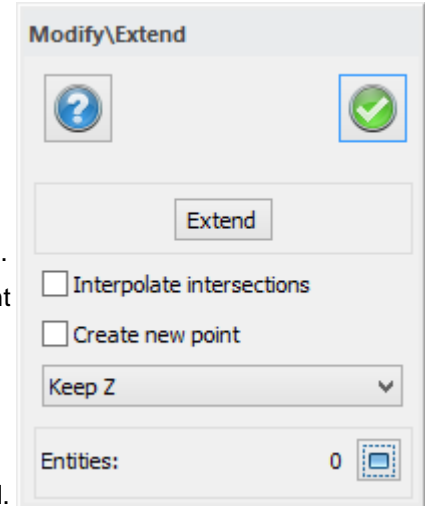 Modify\Extend
Extend
Interpolate intersections
Create new point
Keep Z
Entities: 0